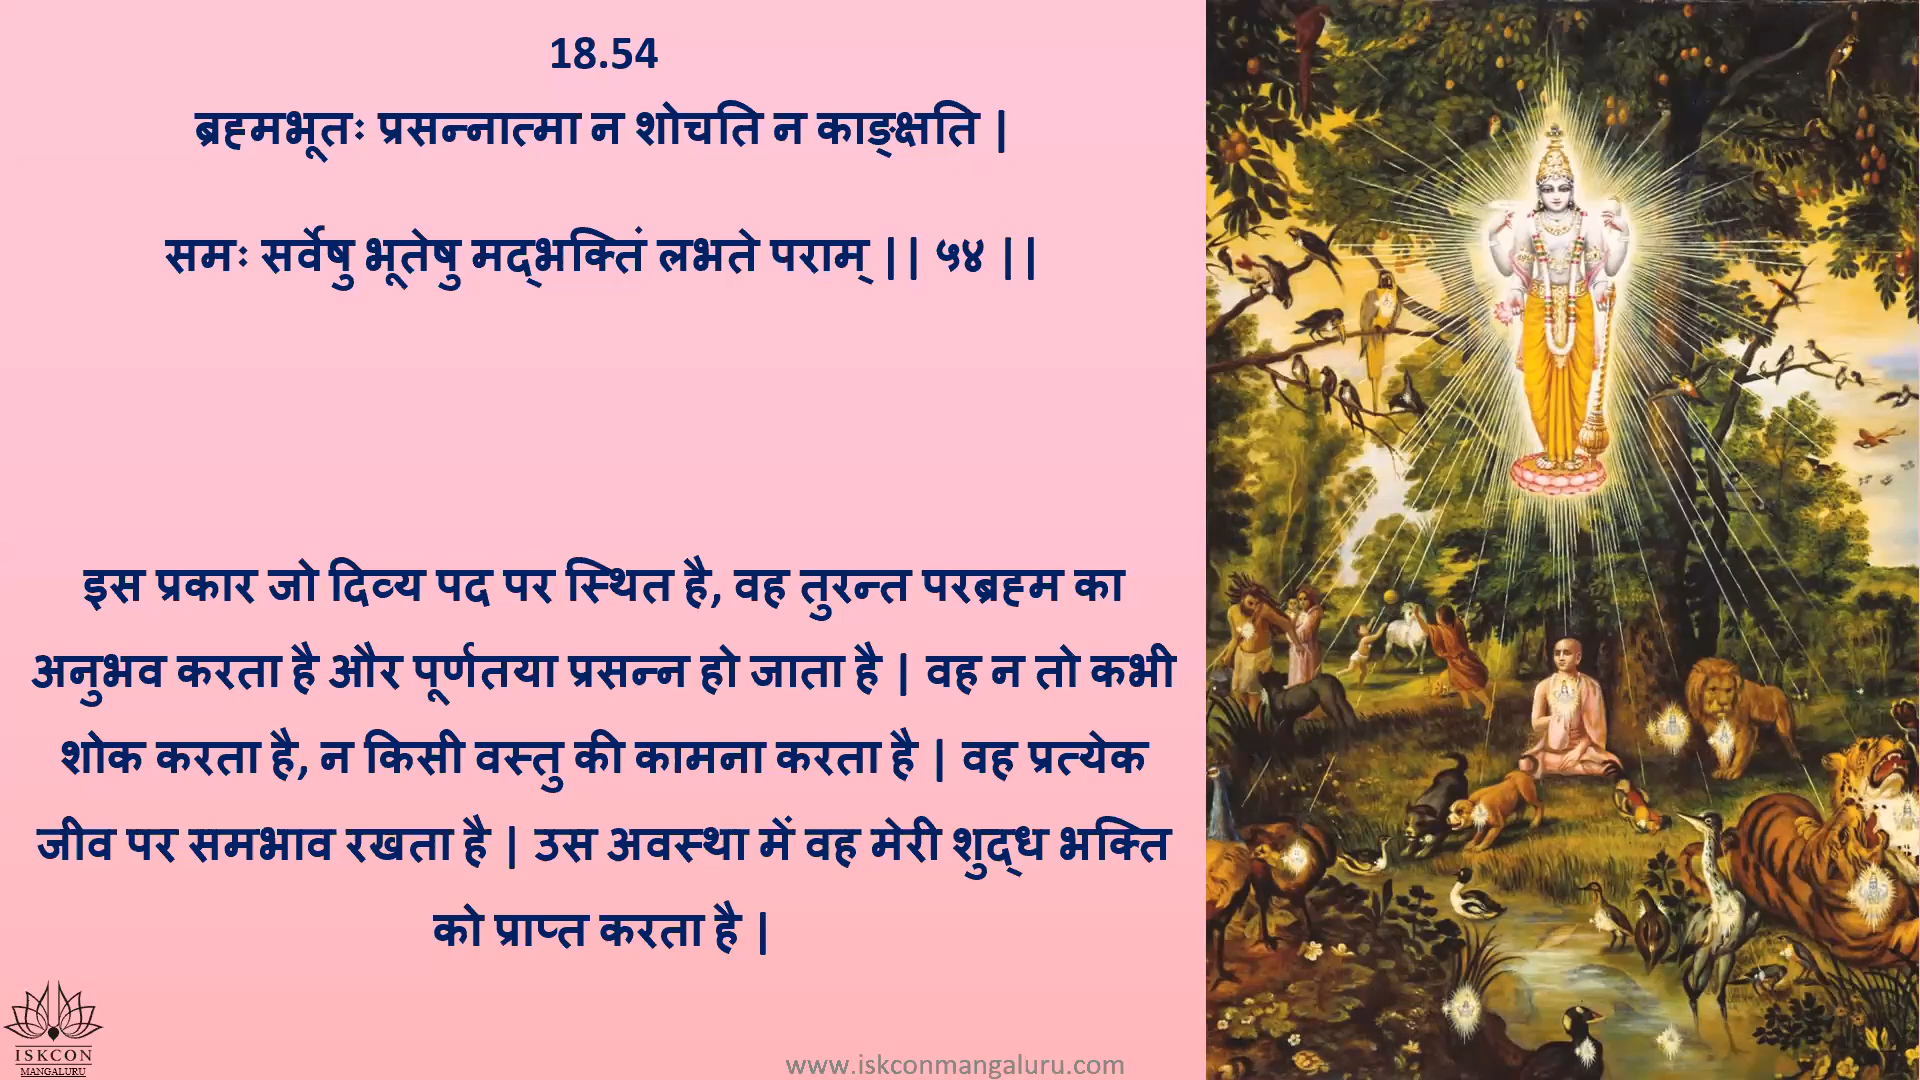 18.54
ब्रह्मभूतः प्रसन्नात्मा न शोचति न काङ्क्षति |
समः सर्वेषु भूतेषु मद्‌भक्तिं लभते पराम् || ५४ ||
इस प्रकार जो दिव्य पद पर स्थित है, वह तुरन्त परब्रह्म का
अनुभव करता है और पूर्णतया प्रसन्न हो जाता है | वह न तो कभी
शोक करता है, न किसी वस्तु की कामना करता है | वह प्रत्येक
जीव पर समभाव रखता है | उस अवस्था में वह मेरी शुद्‌ध भक्ति
को प्राप्त करता है |
ISKCON
MANGALURU
www.iskconmangaluru.com